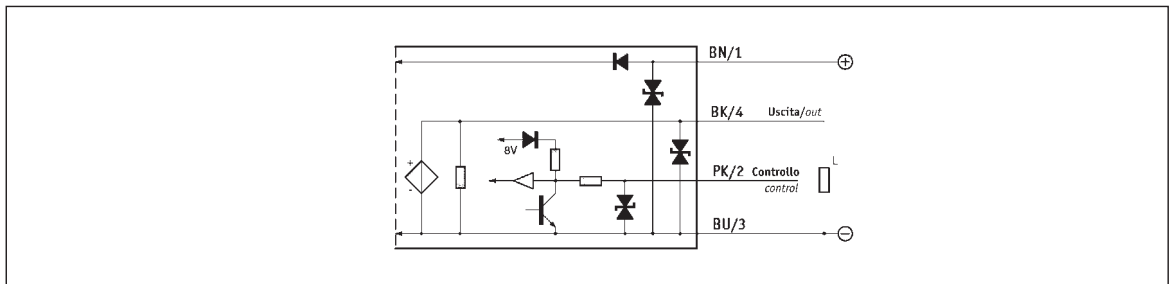 BN/1
+
BK/4 Uscita/out
+
8V
-
L
PK/2 Controllo
control
BU/3
-